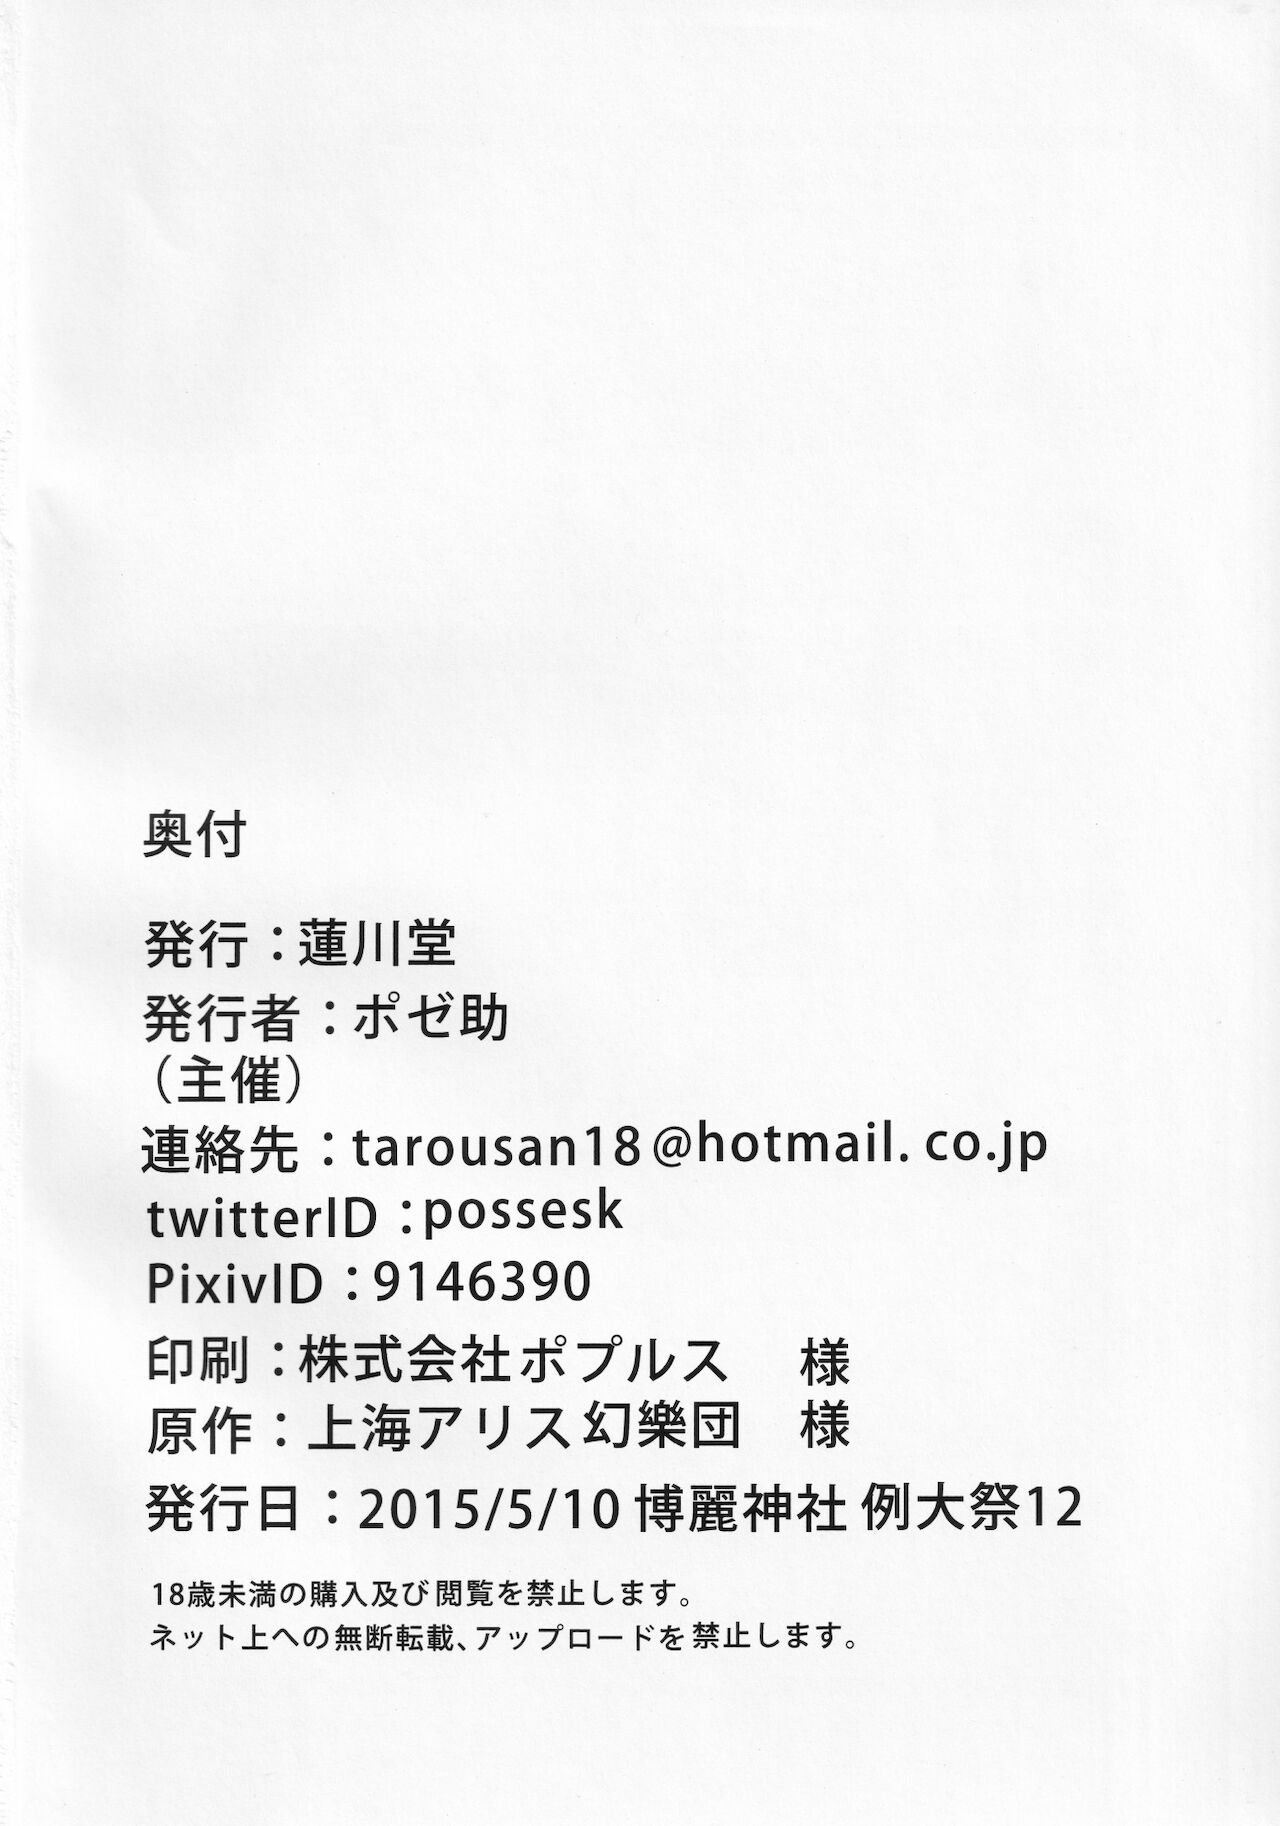 奥付
発行：蓮川堂
発行者：ポゼ助
（主催）
連絡先：tarousan18@hotmail.co.jp
twitterID：possesk
PixivID：9146390
印刷：株式会社ポプルス　様
原作：上海アリス幻樂団　様
発行日：2015/5/10 博麗神社 例大祭12
18歳未満の購入及び閲覧を禁止します。
ネット上への無断転載、アップロードを禁止します。